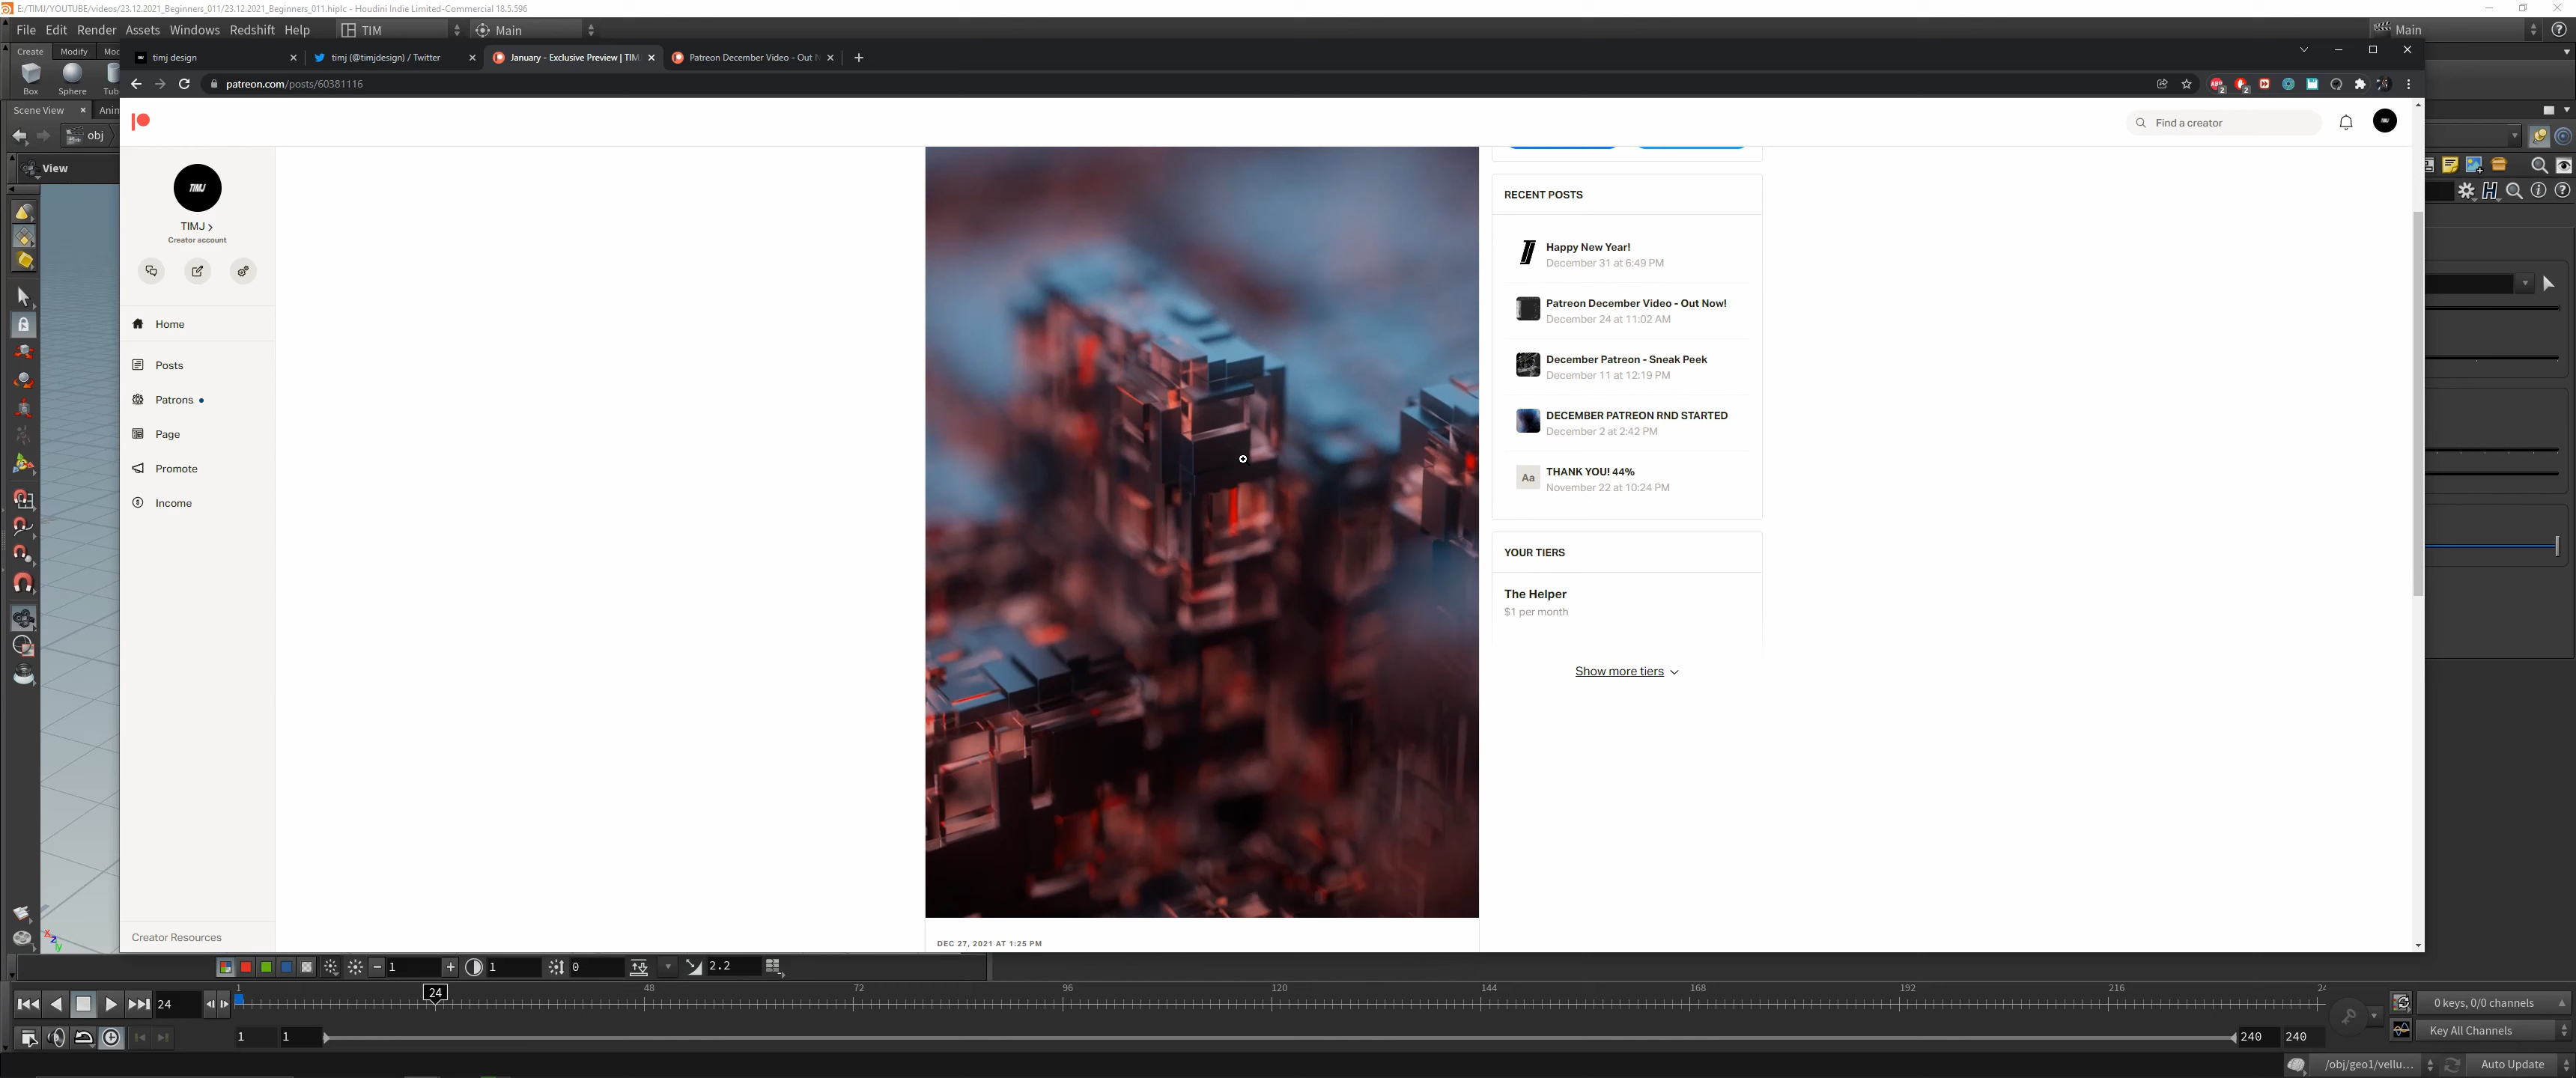 E:/TIMJ/YOUTUBE/videos/23.12.2021_Beginners_011/23.12.2021_Beginners_011.hiplc - Houdini Indie Limited-Commercial 18.5.596
File Edit Render Assets Windows Redshift Help TIM Main Main
Create Modify
timj design
timj (@timjdesign) / Twitter
January - Exclusive Preview | TIM
Patreon December Video - Out
Box Sphere Tub
patreon.com/posts/60381116
Scene View Ani
obj
Find a creator
View
TIMJ
TIMJ
Creator account
Home
Posts
Patrons
Page
Promote
Income
Creator Resources
RECENT POSTS
Happy New Year!
December 31 at 6:49 PM
Patreon December Video - Out Now!
December 24 at 11:02 AM
December Patreon - Sneak Peek
December 11 at 12:19 PM
DECEMBER PATREON RND STARTED
December 2 at 2:42 PM
Aa
THANK YOU! 44%
November 22 at 10:24 PM
YOUR TIERS
The Helper
$1 per month
Show more tiers
DEC 27, 2021 AT 1:25 PM
x z y
1 1 0 2.2
24 1 24 48 72 96 120 144 168 192 216 24
0 keys, 0/0 channels
1 1 240 240
Key All Channels
/obj/geo1/vellu... Auto Update